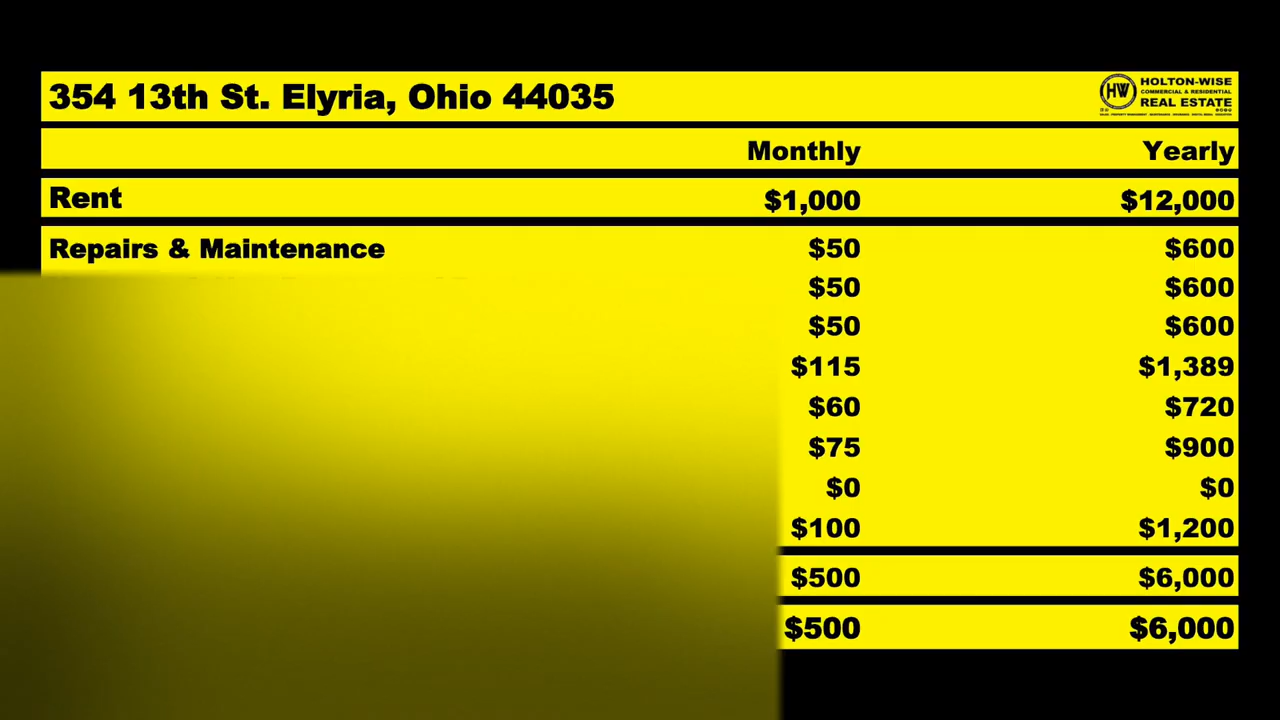 354 13th St. Elyria, Ohio 44035
HW
HOLTON-WISE
COMMERCIAL & RESIDENTIAL
REAL ESTATE
Monthly Yearly
Rent $1,000 $12,000
Repairs & Maintenance $50 $600
$50 $600
$50 $600
$115 $1,389
$60 $720
$75 $900
$0 $0
$100 $1,200
$500 $6,000
$500 $6,000